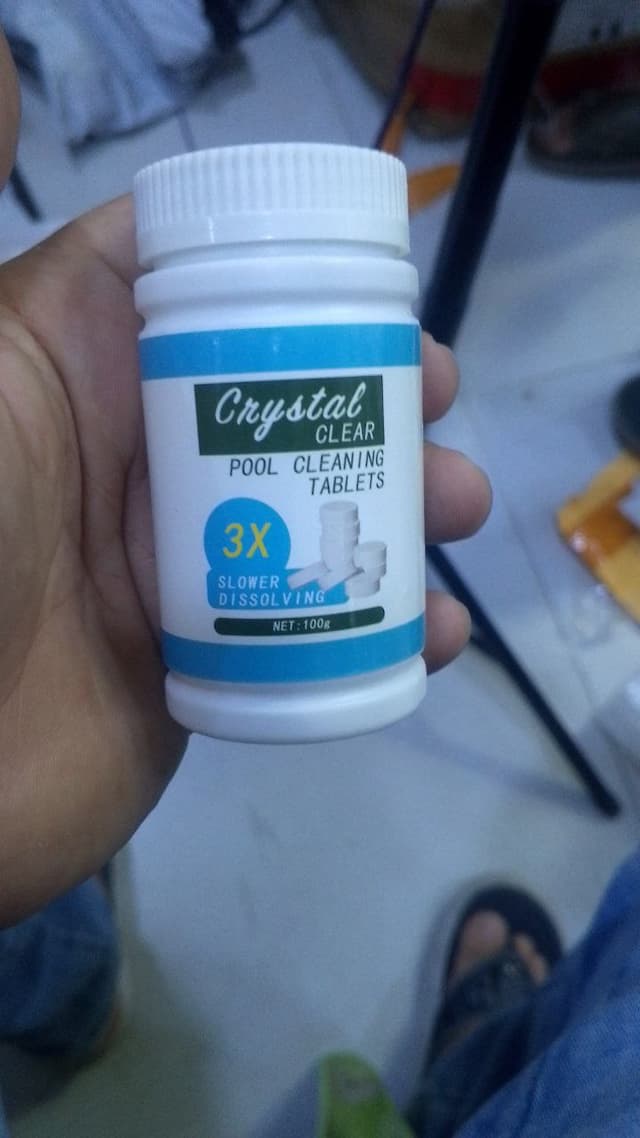 Crystal
CLEAR
POOL CLEANING
TABLETS
3X
SLOWER
DISSOLVING
NET:100g